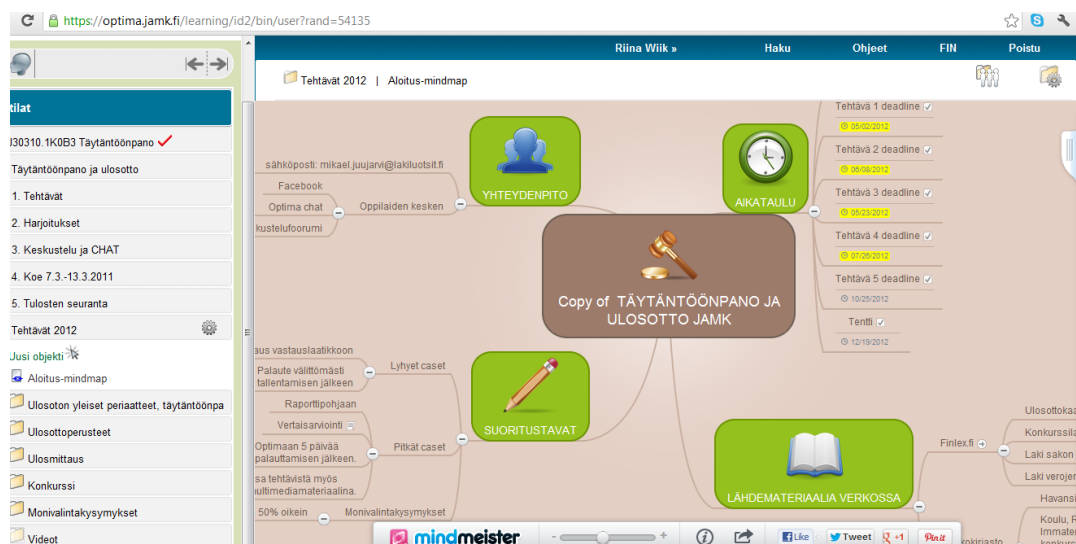 https://optima.jamk.fi/learning/id2/bin/user?rand=54135
Riina Wiik »
Haku
Ohjeet
FIN
Poistu
Tehtävät 2012 | Aloitus-mindmap
tilat
J30310.1K0B3 Täytäntöönpano
Täytäntöönpano ja ulosotto
1. Tehtävät
2. Harjoitukset
3. Keskustelu ja CHAT
4. Koe 7.3.-13.3.2011
5. Tulosten seuranta
Tehtävät 2012
Uusi objekti
Aloitus-mindmap
Ulosoton yleiset periaatteet, täytäntöönpa
Ulosottoperusteet
Ulosmittaus
Konkurssi
Monivalintakysymykset
Videot
sähköposti: mikael.juujarvi@lakiluotsit.fi
Facebook
Optima chat
kustelufoorumi
Oppilaiden kesken
YHTEYDENPITO
AIKATAULU
Tehtävä 1 deadline
05/02/2012
Tehtävä 2 deadline
06/08/2012
Tehtävä 3 deadline
05/23/2012
Tehtävä 4 deadline
07/26/2012
Tehtävä 5 deadline
10/25/2012
Tentti
12/19/2012
Copy of TÄYTÄNTÖÖNPANO JA
ULOSOTTO JAMK
aus vastauslaatikkoon
Palaute välittömästi
tallentamisen jälkeen
Lyhyet caset
Raporttipohjaan
Vertaisarviointi
Optimaan 5 päivää
palauttamisen jälkeen.
sa tehtävistä myös
ultimediamateriaalina.
Pitkät caset
50% oikein
Monivalintakysymykset
SUORITUSTAVAT
LÄHDEMATERIAALIA VERKOSSA
Finlex.fi
Ulosottokaa
Konkurssila
Laki sakon
Laki verojen
Havansi
Koulu, R
Immater
konkurs
rokirjasto
mindmeister
- +
Like
Tweet
+1
Pin it